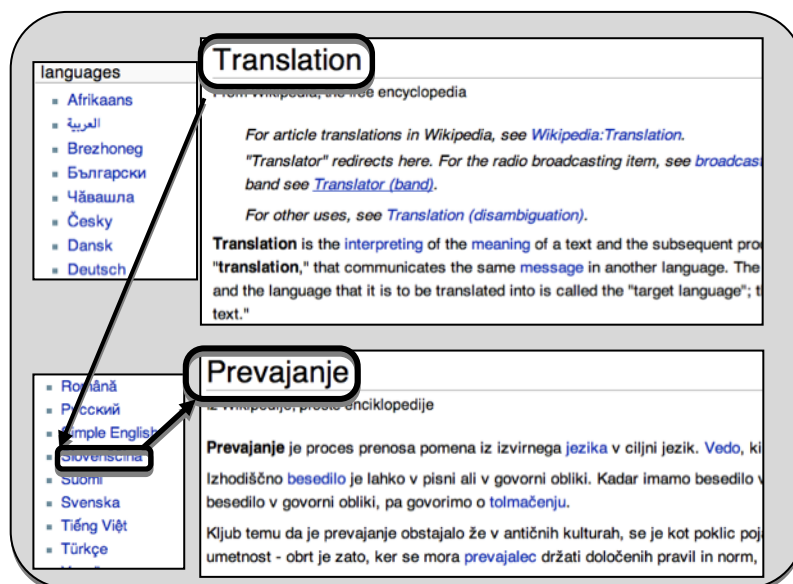 languages
Afrikaans
العربية
Brezhoneg
Български
Чăвашла
Česky
Dansk
Deutsch
Translation
From Wikipedia, the free encyclopedia
For article translations in Wikipedia, see Wikipedia:Translation.
"Translator" redirects here. For the radio broadcasting item, see broadcast
band see Translator (band).
For other uses, see Translation (disambiguation).
Translation is the interpreting of the meaning of a text and the subsequent pro
"translation," that communicates the same message in another language. The
and the language that it is to be translated into is called the "target language"; t
text."
Română
Русский
Simple English
Slovenščina
Suomi
Svenska
Tiếng Việt
Türkçe
Prevajanje
Iz Wikipedije, proste enciklopedije
Prevajanje je proces prenosa pomena iz izvirnega jezika v ciljni jezik. Vedo, ki
Izhodiščno besedilo je lahko v pisni ali v govorni obliki. Kadar imamo besedilo v
besedilo v govorni obliki, pa govorimo o tolmačenju.
Kljub temu da je prevajanje obstajalo že v antičnih kulturah, se je kot poklic poj
umetnost - obrt je zato, ker se mora prevajalec držati določenih pravil in norm,